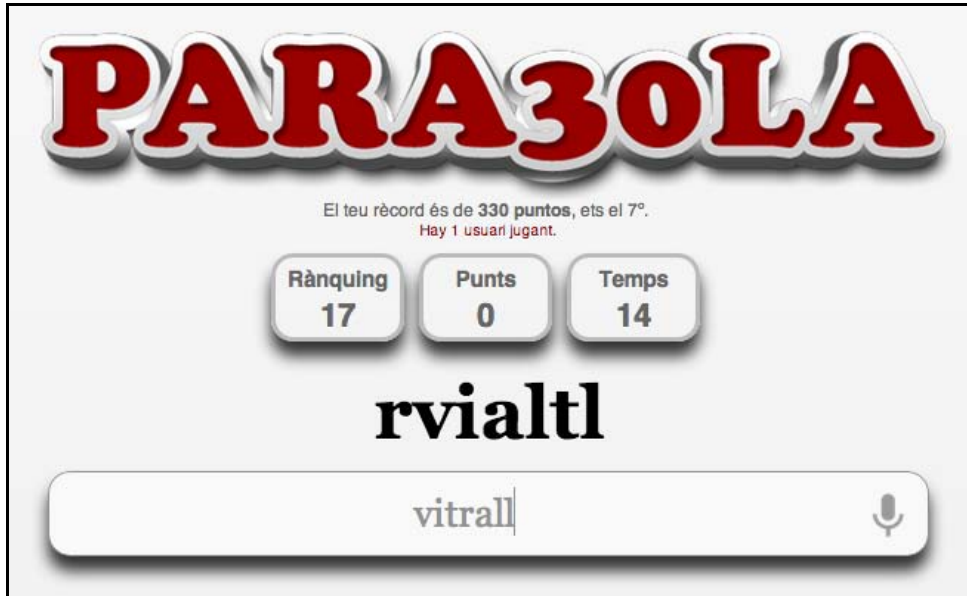 PARA30LA
El teu rècord és de 330 puntos, ets el 7º.
Hay 1 usuari jugant.
Rànquing Punts Temps
17 0 14
rvialtl
vitrall